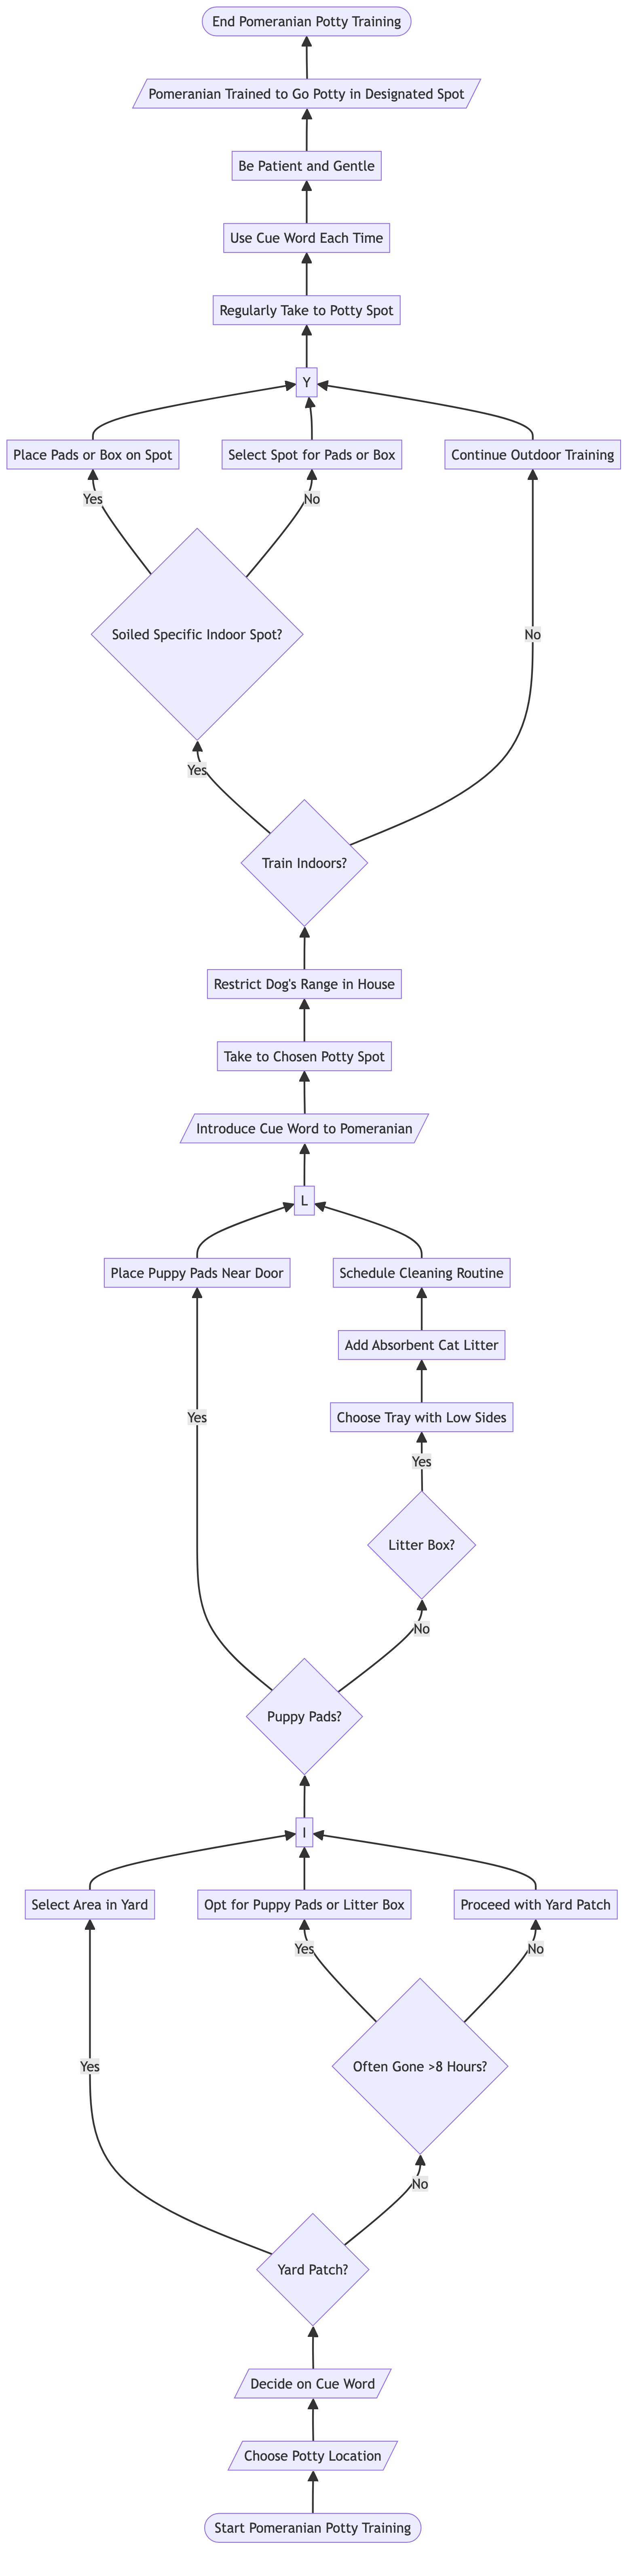 End Pomeranian Potty Training
Pomeranian Trained to Go Potty in Designated Spot
Be Patient and Gentle
Use Cue Word Each Time
Regularly Take to Potty Spot
Y
Place Pads or Box on Spot
Select Spot for Pads or Box
Continue Outdoor Training
Yes
No
Soiled Specific Indoor Spot?
No
Yes
Train Indoors?
Restrict Dog's Range in House
Take to Chosen Potty Spot
Introduce Cue Word to Pomeranian
L
Place Puppy Pads Near Door
Schedule Cleaning Routine
Add Absorbent Cat Litter
Yes
Choose Tray with Low Sides
Yes
Litter Box?
No
Puppy Pads?
I
Select Area in Yard
Opt for Puppy Pads or Litter Box
Proceed with Yard Patch
Yes
No
Yes
Often Gone >8 Hours?
No
Yard Patch?
Decide on Cue Word
Choose Potty Location
Start Pomeranian Potty Training